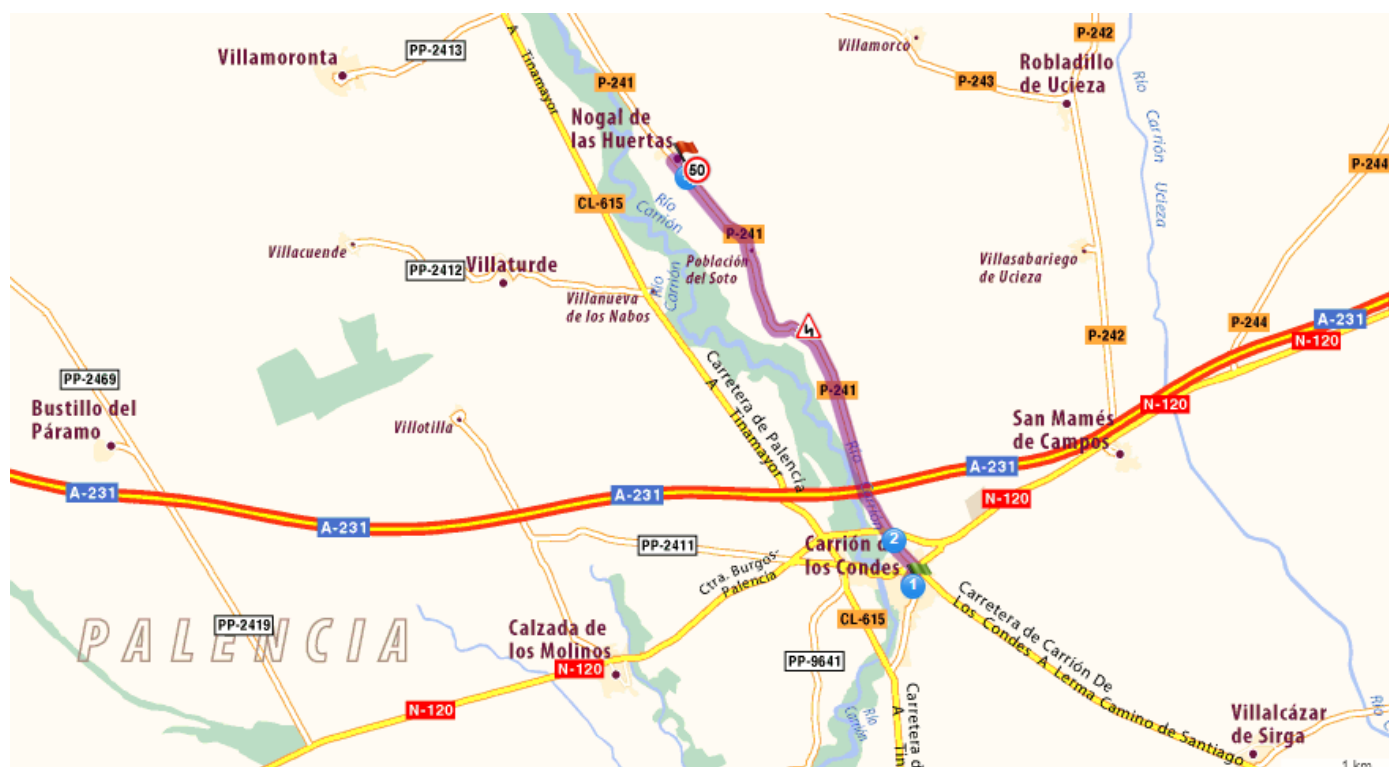 P-242
PP-2413
Villamoronta
A
Tinamayor
P-241
Villamorco
Robladillo
de Ucieza
P-243
Río
Carrión
Ucieza
Nogal de
las Huertas
50
P-244
CL-615
Río
Carrión
P-241
Población
del Soto
Villacuende
PP-2412
Villaturde
Villanueva
de los Nabos
Río
Carrión
Villasabariego
de Ucieza
P-242
P-244
A-231
N-120
PP-2469
Bustillo del
Páramo
Villotilla
Carretera de Palencia
A
Tinamayor
P-241
N-120
San Mamés
de Campos
Río
Carrión
A-231
A-231
A-231
A-231
N-120
PP-2411
Carrión de
los Condes
2
1
Ctra. Burgos-
Palencia
PALENCIA
PP-2419
Calzada de
los Molinos
N-120
N-120
CL-615
PP-9641
Río
Carrión
Carretera de
A
Carretera de Carrión De
Los Condes A Lerma Camino de Santiago
Villalcázar
de Sirga
Río
1 km